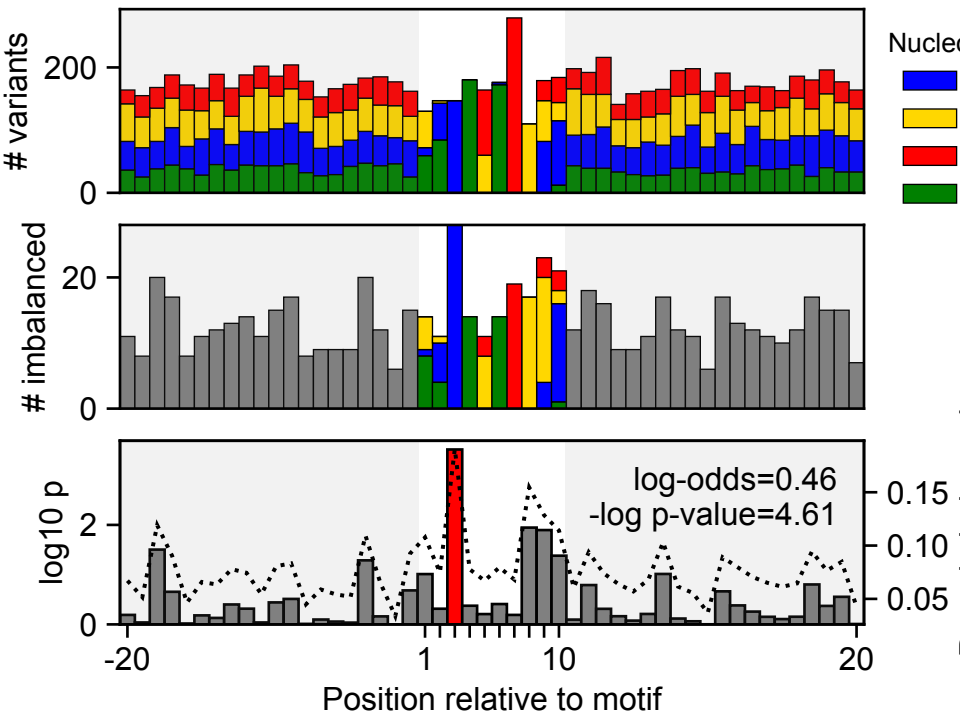 # variants
200
0
Nucleo
# imbalanced
20
0
log10 p
2
0
log-odds=0.46
-log p-value=4.61
0.15
0.10
0.05
-20
1
10
20
Position relative to motif